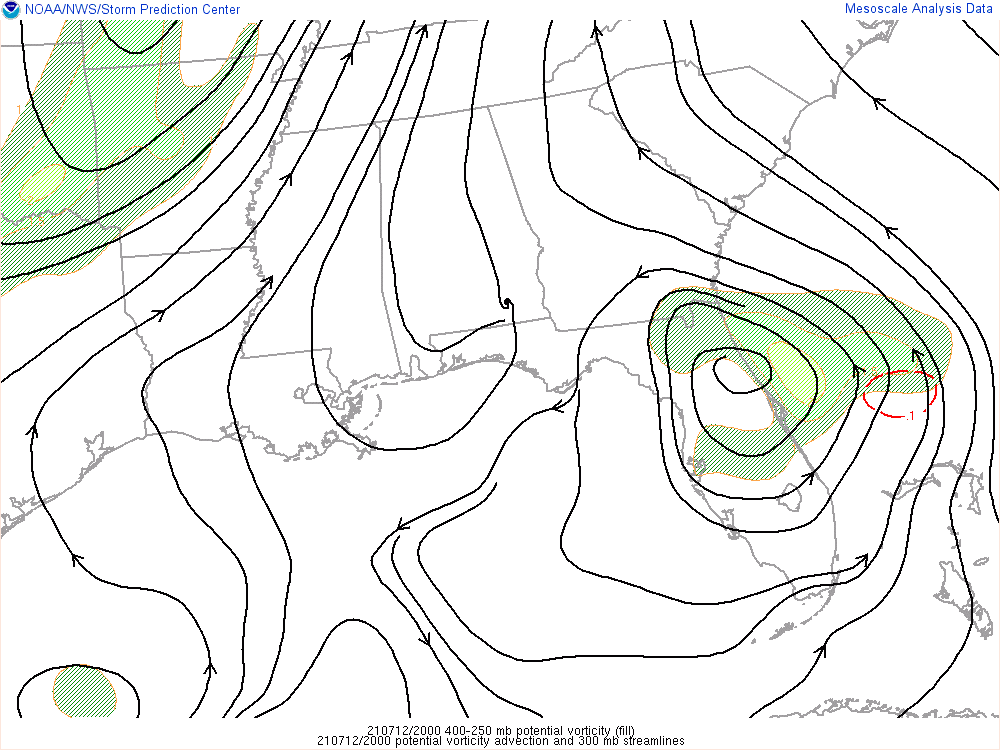 NOAA/NWS/Storm Prediction Center
Mesoscale Analysis Data
1
2
-.1
210712/2000 400-250 mb potential vorticity (fill)
210712/2000 potential vorticity advection and 300 mb streamlines